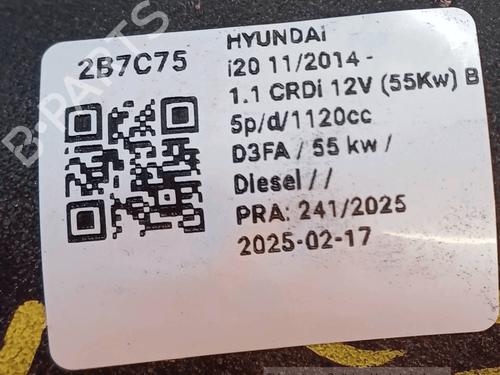 2B7C75
HYUNDAI
i20 11/2014 -
1.1 CRDi 12V (55Kw) B
5p/d/1120cc
D3FA / 55 kw /
Diesel / /
PRA: 241/2025
2025-02-17
B-PARTS